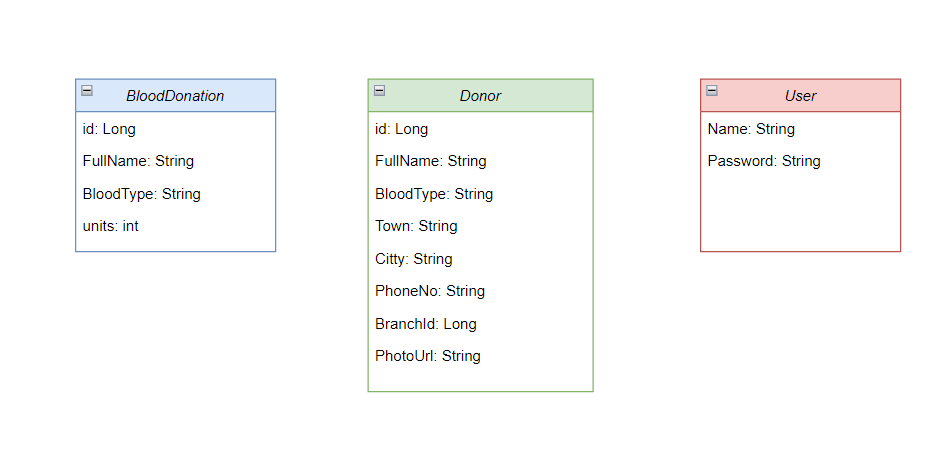 BloodDonation
id: Long
FullName: String
BloodType: String
units: int
Donor
id: Long
FullName: String
BloodType: String
Town: String
Citty: String
PhoneNo: String
BranchId: Long
PhotoUrl: String
User
Name: String
Password: String